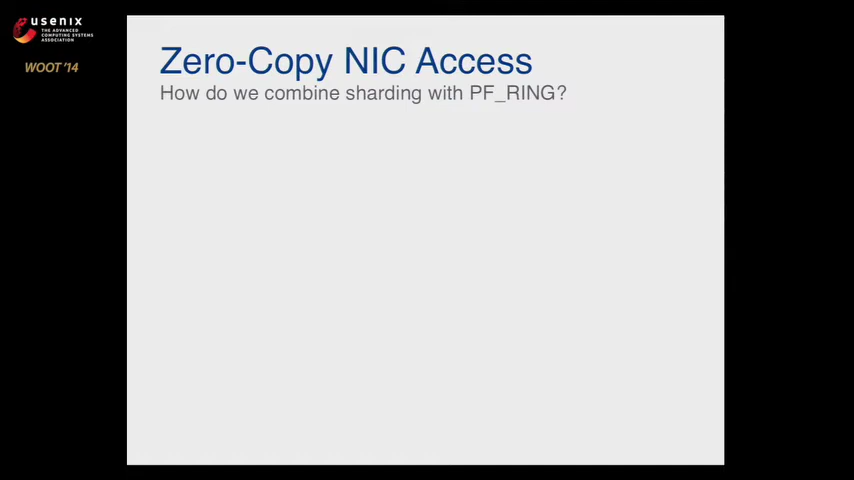 usenix
THE ADVANCED
COMPUTING SYSTEMS
ASSOCIATION
WOOT '14
Zero-Copy NIC Access
How do we combine sharding with PF_RING?